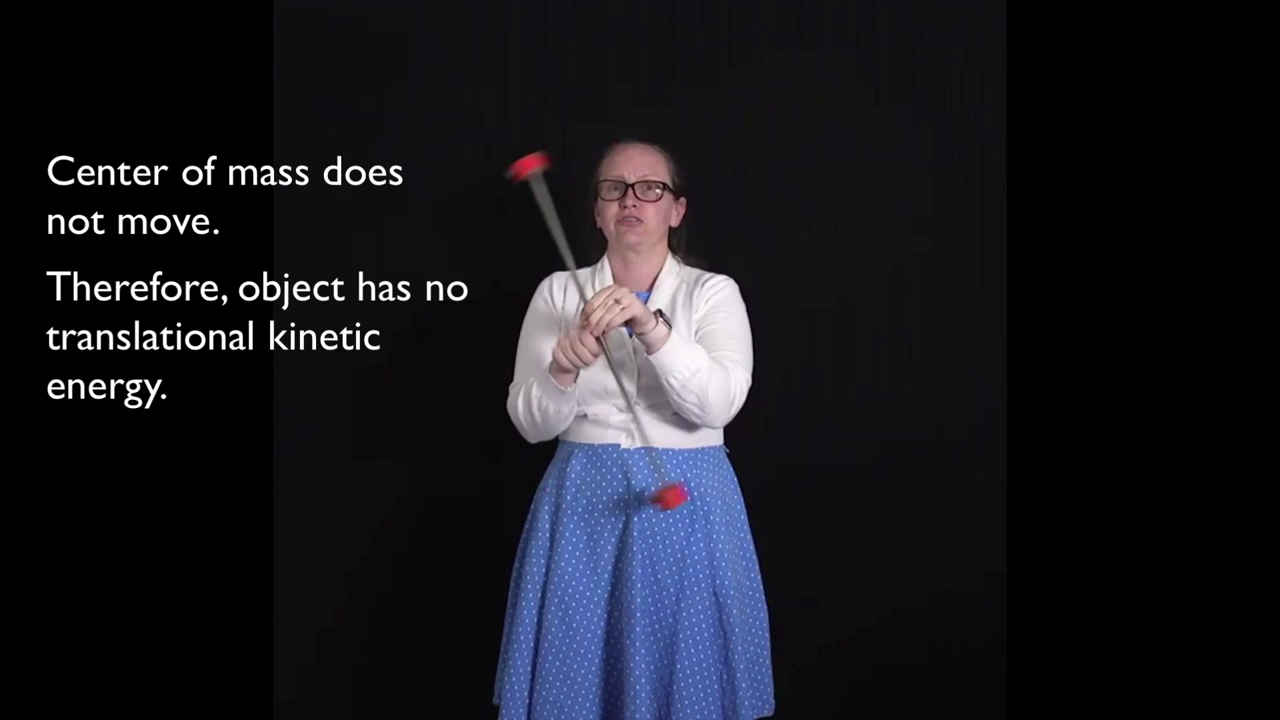 Center of mass does
not move.
Therefore, object has no
translational kinetic
energy.